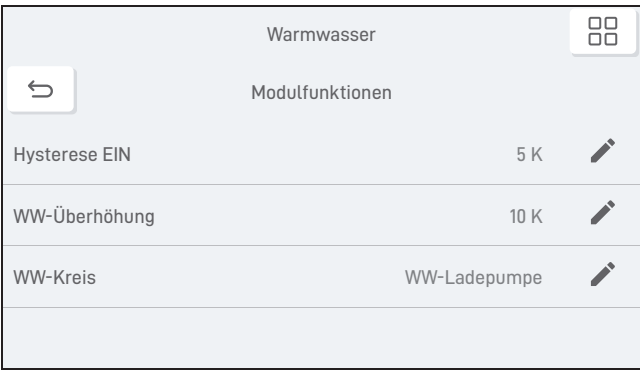 Warmwasser
Modulfunktionen
Hysterese EIN 5 K
WW-Überhöhung 10 K
WW-Kreis WW-Ladepumpe